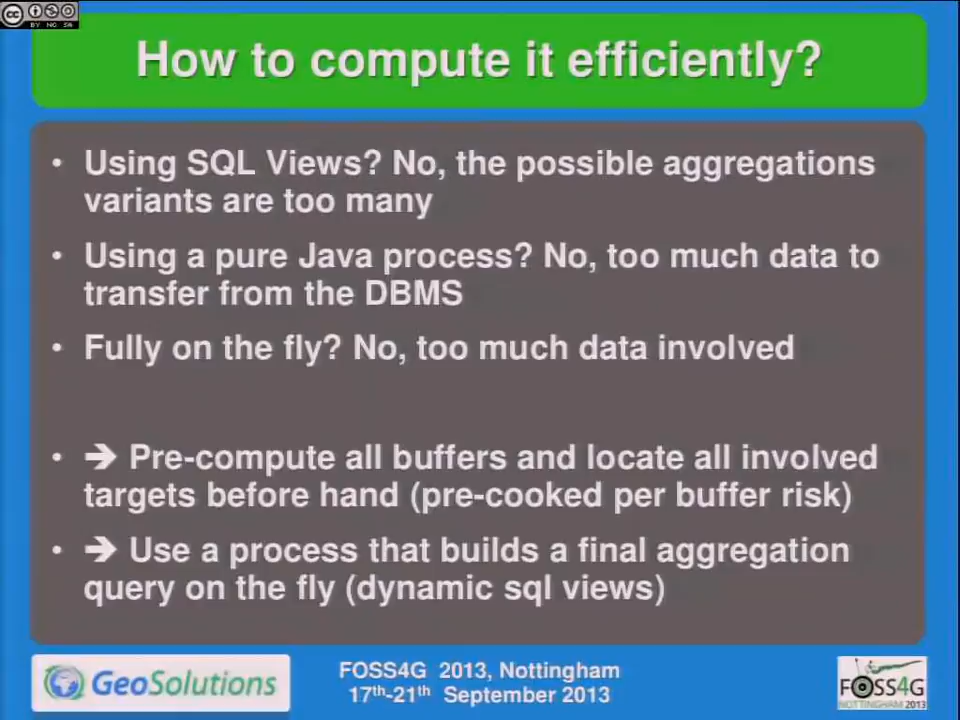 BY NC SA
How to compute it efficiently?
• Using SQL Views? No, the possible aggregations
variants are too many
• Using a pure Java process? No, too much data to
transfer from the DBMS
• Fully on the fly? No, too much data involved
• ➔ Pre-compute all buffers and locate all involved
targets before hand (pre-cooked per buffer risk)
• ➔ Use a process that builds a final aggregation
query on the fly (dynamic sql views)
GeoSolutions
FOSS4G 2013, Nottingham
17th-21th September 2013
FOSS4G
NOTTINGHAM 2013